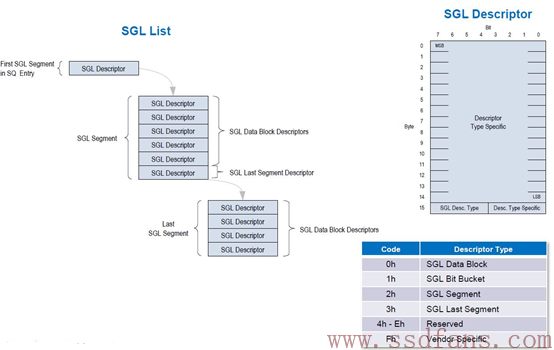 SGL List
First SGL Segment
in SQ Entry
SGL Descriptor
SGL Segment
SGL Descriptor
SGL Descriptor
SGL Descriptor
SGL Descriptor
SGL Descriptor
SGL Descriptor
SGL Data Block Descriptors
SGL Last Segment Descriptor
Last
SGL Segment
SGL Descriptor
SGL Descriptor
SGL Descriptor
SGL Descriptor
SGL Data Block Descriptors
SGL Descriptor
Bit
7 6 5 4 3 2 1 0
0 MSB
1
2
3
4
5
6
7
Byte
8
9
10
11
12
13
14 LSB
15 SGL Desc. Type Desc. Type Specific
Descriptor
Type Specific
Code Descriptor Type
0h SGL Data Block
1h SGL Bit Bucket
2h SGL Segment
3h SGL Last Segment
4h - Eh Reserved
Fh Vendor Specific
www.ssdfans.com